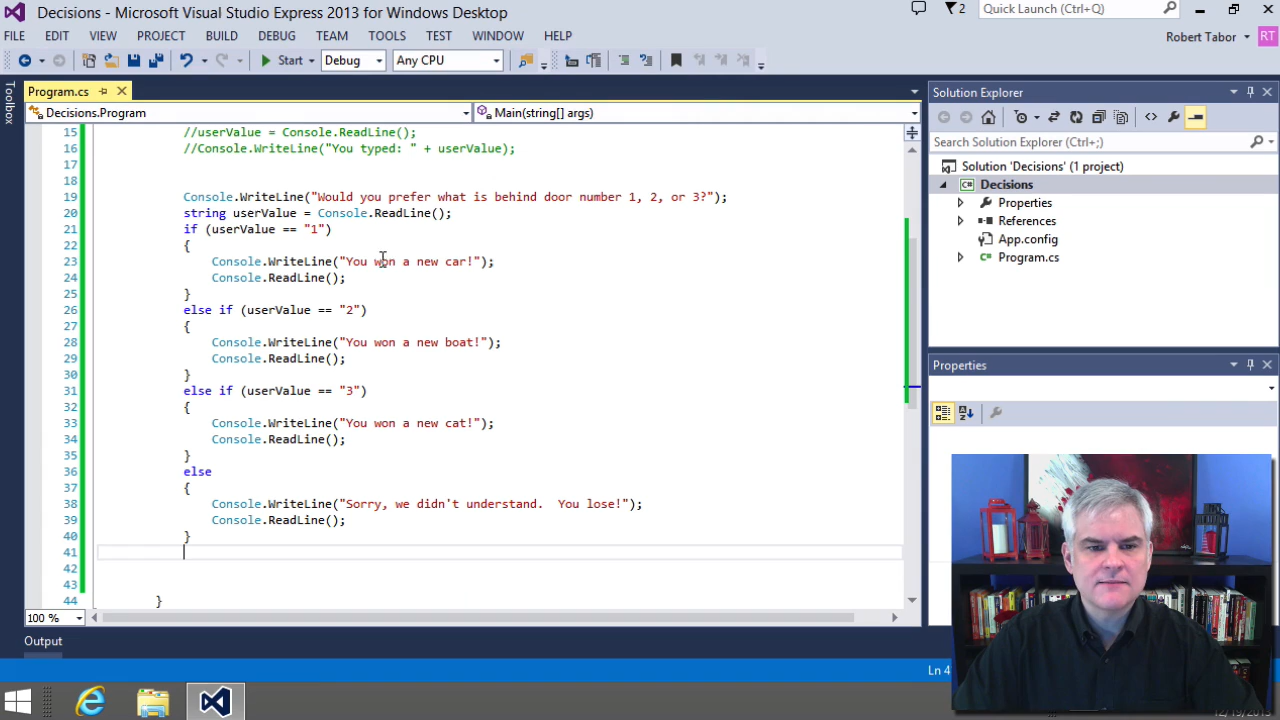 Decisions - Microsoft Visual Studio Express 2013 for Windows Desktop
2
Quick Launch (Ctrl+Q)
FILE EDIT VIEW PROJECT BUILD DEBUG TEAM TOOLS TEST WINDOW HELP
Robert Tabor RT
Start Debug Any CPU
Toolbox
Program.cs
Decisions.Program Main(string[] args)
15 //userValue = Console.ReadLine();
16 //Console.WriteLine("You typed: " + userValue);
17
18
19 Console.WriteLine("Would you prefer what is behind door number 1, 2, or 3?");
20 string userValue = Console.ReadLine();
21 if (userValue == "1")
22 {
23 Console.WriteLine("You won a new car!");
24 Console.ReadLine();
25 }
26 else if (userValue == "2")
27 {
28 Console.WriteLine("You won a new boat!");
29 Console.ReadLine();
30 }
31 else if (userValue == "3")
32 {
33 Console.WriteLine("You won a new cat!");
34 Console.ReadLine();
35 }
36 else
37 {
38 Console.WriteLine("Sorry, we didn't understand.  You lose!");
39 Console.ReadLine();
40 }
41
42
43
44 }
100 %
Output
Solution Explorer
Search Solution Explorer (Ctrl+;)
Solution 'Decisions' (1 project)
C# Decisions
Properties
References
App.config
C# Program.cs
Properties
Ln 4
12/19/2013